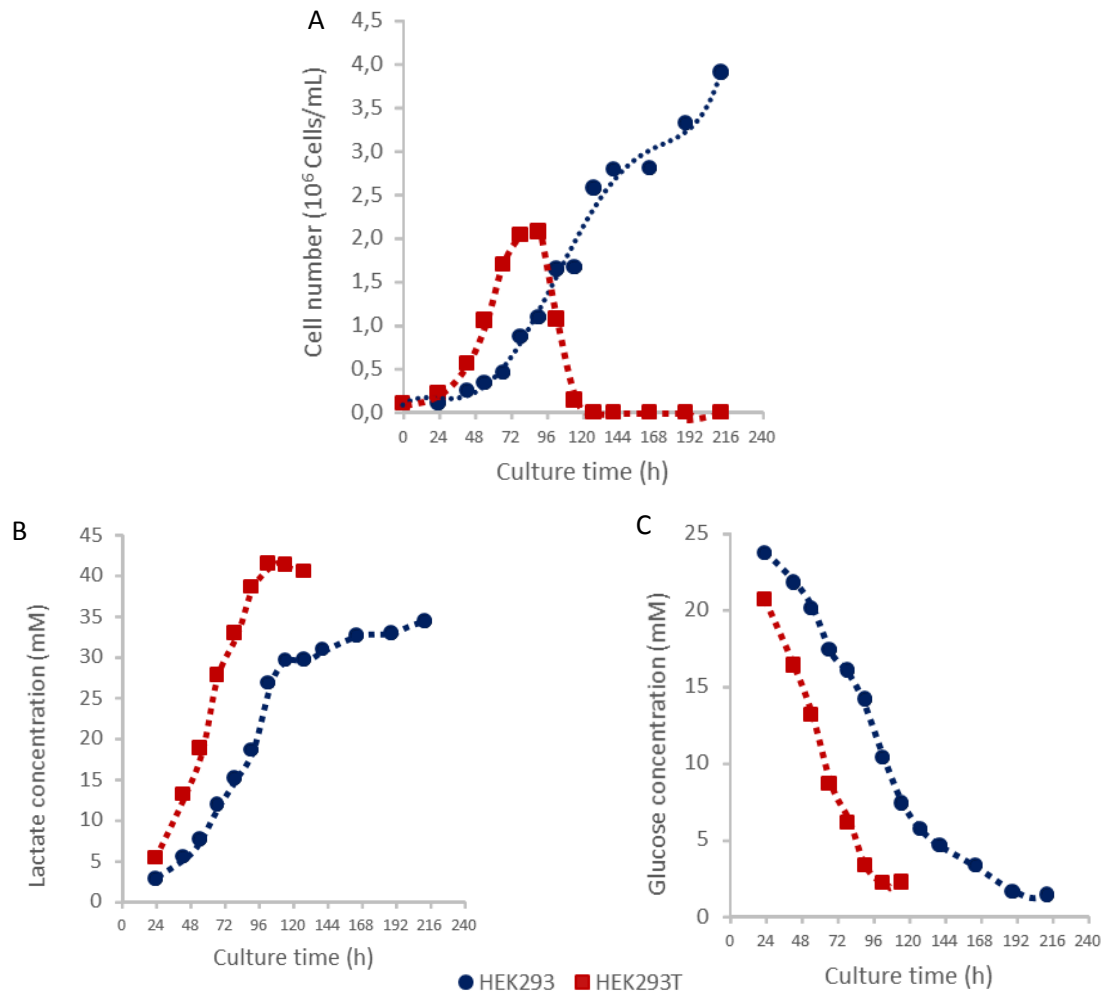 A
Cell number (10⁶ Cells/mL)
4,5
4,0
3,5
3,0
2,5
2,0
1,5
1,0
0,5
0,0
0 24 48 72 96 120 144 168 192 216 240
Culture time (h)
B
Lactate concentration (mM)
45
40
35
30
25
20
15
10
5
0
0 24 48 72 96 120 144 168 192 216 240
Culture time (h)
C
Glucose concentration (mM)
25
20
15
10
5
0
0 24 48 72 96 120 144 168 192 216 240
Culture time (h)
HEK293 HEK293T